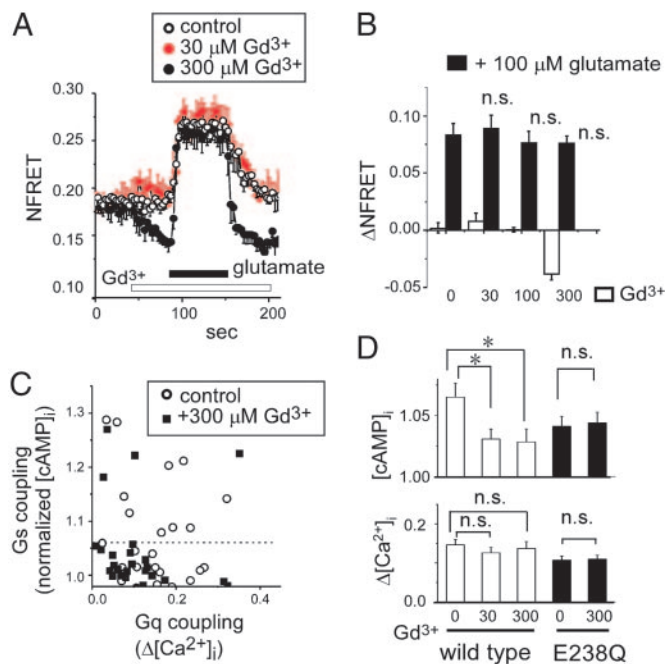 A
control
30 µM Gd³⁺
300 µM Gd³⁺
NFRET
0.30
0.25
0.20
0.15
0.10
glutamate
Gd³⁺
0 100 200
sec
B
+ 100 µM glutamate
n.s. n.s. n.s.
ΔNFRET
0.10
0.05
0.00
-0.05
0 30 100 300
Gd³⁺
C
control
+300 µM Gd³⁺
Gs coupling
(normalized [cAMP]i)
1.3
1.2
1.1
1.0
0.0 0.2 0.4
Gq coupling
(Δ[Ca²⁺]i)
D
*
*
n.s.
[cAMP]i
1.05
1.00
n.s.
n.s.
n.s.
Δ[Ca²⁺]i
0.2
0.0
0 30 300 0 300
Gd³⁺
wild type E238Q